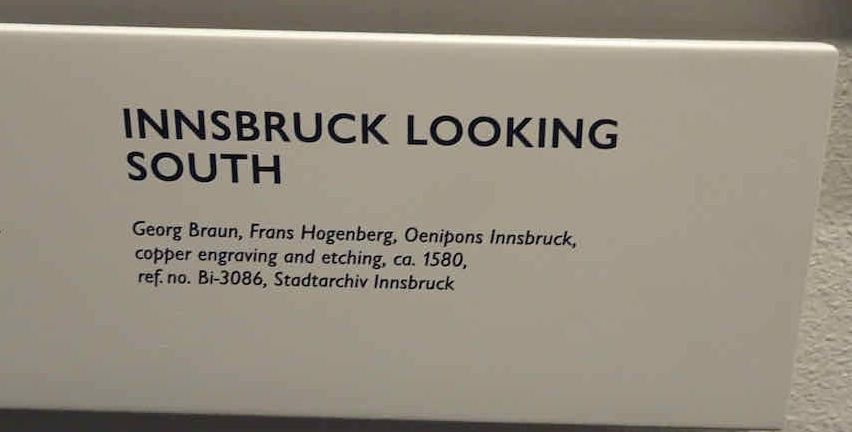 INNSBRUCK LOOKING
SOUTH
Georg Braun, Frans Hogenberg, Oenipons Innsbruck,
copper engraving and etching, ca. 1580,
ref. no. Bi-3086, Stadtarchiv Innsbruck